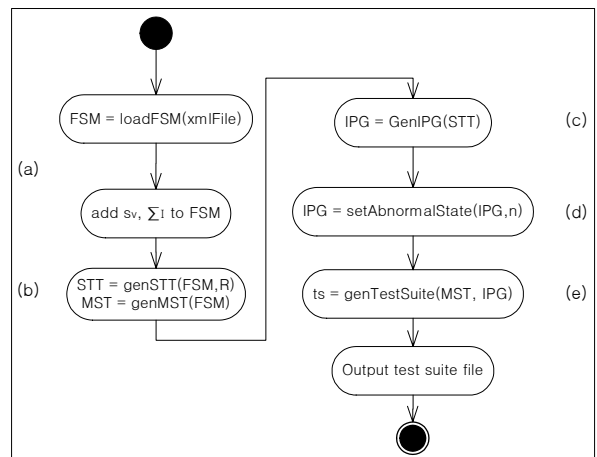 FSM = loadFSM(xmlFile)
(a)
add sv, ∑I to FSM
(b)
STT = genSTT(FSM,R)
MST = genMST(FSM)
IPG = GenIPG(STT)
(c)
IPG = setAbnormalState(IPG,n)
(d)
ts = genTestSuite(MST, IPG)
(e)
Output test suite file